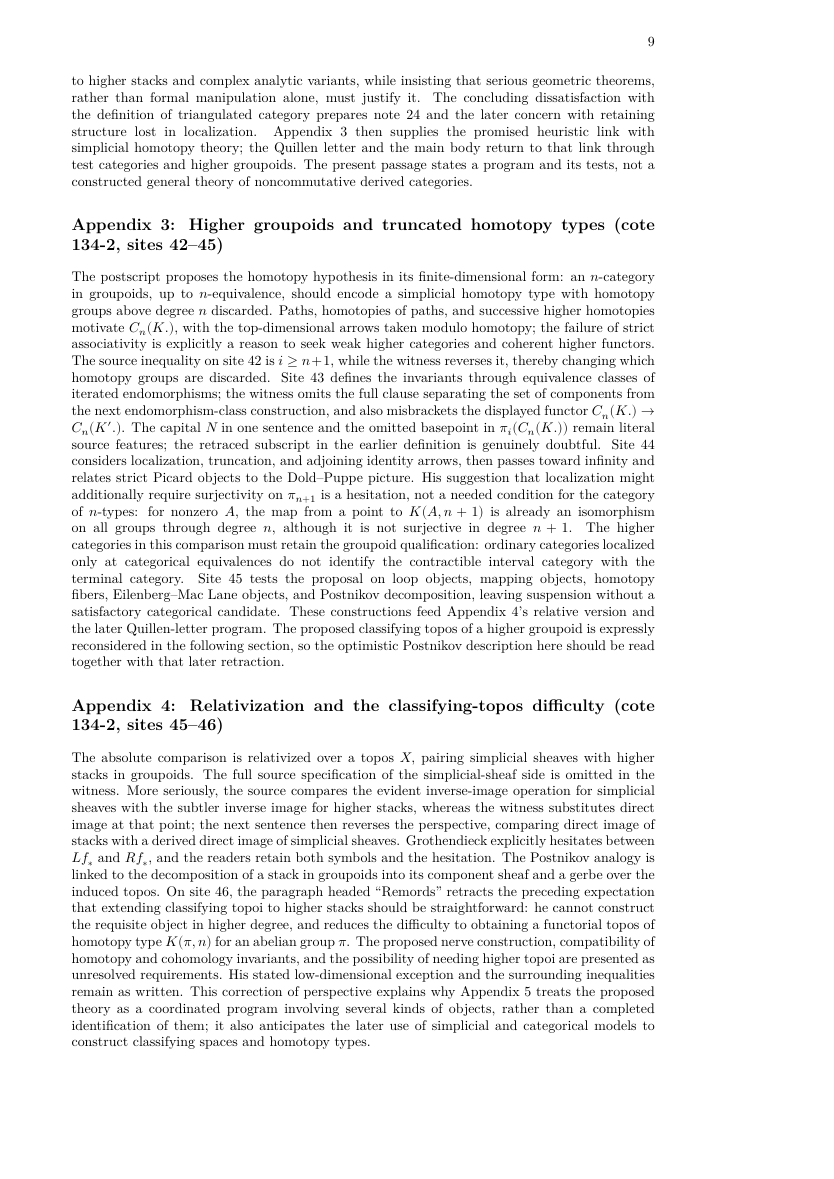 9
to higher stacks and complex analytic variants, while insisting that serious geometric theorems,
rather than formal manipulation alone, must justify it. The concluding dissatisfaction with
the definition of triangulated category prepares note 24 and the later concern with retaining
structure lost in localization. Appendix 3 then supplies the promised heuristic link with
simplicial homotopy theory; the Quillen letter and the main body return to that link through
test categories and higher groupoids. The present passage states a program and its tests, not a
constructed general theory of noncommutative derived categories.
Appendix 3: Higher groupoids and truncated homotopy types (cote
134-2, sites 42–45)
The postscript proposes the homotopy hypothesis in its finite-dimensional form: an n-category
in groupoids, up to n-equivalence, should encode a simplicial homotopy type with homotopy
groups above degree n discarded. Paths, homotopies of paths, and successive higher homotopies
motivate Cₙ(K.), with the top-dimensional arrows taken modulo homotopy; the failure of strict
associativity is explicitly a reason to seek weak higher categories and coherent higher functors.
The source inequality on site 42 is i ≥ n+1, while the witness reverses it, thereby changing which
homotopy groups are discarded. Site 43 defines the invariants through equivalence classes of
iterated endomorphisms; the witness omits the full clause separating the set of components from
the next endomorphism-class construction, and also misbrackets the displayed functor Cₙ(K.) →
Cₙ(K′.). The capital N in one sentence and the omitted basepoint in πᵢ(Cₙ(K.)) remain literal
source features; the retraced subscript in the earlier definition is genuinely doubtful. Site 44
considers localization, truncation, and adjoining identity arrows, then passes toward infinity and
relates strict Picard objects to the Dold–Puppe picture. His suggestion that localization might
additionally require surjectivity on πₙ₊₁ is a hesitation, not a needed condition for the category
of n-types: for nonzero A, the map from a point to K(A, n + 1) is already an isomorphism
on all groups through degree n, although it is not surjective in degree n + 1. The higher
categories in this comparison must retain the groupoid qualification: ordinary categories localized
only at categorical equivalences do not identify the contractible interval category with the
terminal category. Site 45 tests the proposal on loop objects, mapping objects, homotopy
fibers, Eilenberg–Mac Lane objects, and Postnikov decomposition, leaving suspension without a
satisfactory categorical candidate. These constructions feed Appendix 4’s relative version and
the later Quillen-letter program. The proposed classifying topos of a higher groupoid is expressly
reconsidered in the following section, so the optimistic Postnikov description here should be read
together with that later retraction.
Appendix 4: Relativization and the classifying-topos difficulty (cote
134-2, sites 45–46)
The absolute comparison is relativized over a topos X, pairing simplicial sheaves with higher
stacks in groupoids. The full source specification of the simplicial-sheaf side is omitted in the
witness. More seriously, the source compares the evident inverse-image operation for simplicial
sheaves with the subtler inverse image for higher stacks, whereas the witness substitutes direct
image at that point; the next sentence then reverses the perspective, comparing direct image of
stacks with a derived direct image of simplicial sheaves. Grothendieck explicitly hesitates between
Lf∗ and Rf∗, and the readers retain both symbols and the hesitation. The Postnikov analogy is
linked to the decomposition of a stack in groupoids into its component sheaf and a gerbe over the
induced topos. On site 46, the paragraph headed “Remords” retracts the preceding expectation
that extending classifying topoi to higher stacks should be straightforward: he cannot construct
the requisite object in higher degree, and reduces the difficulty to obtaining a functorial topos of
homotopy type K(π, n) for an abelian group π. The proposed nerve construction, compatibility of
homotopy and cohomology invariants, and the possibility of needing higher topoi are presented as
unresolved requirements. His stated low-dimensional exception and the surrounding inequalities
remain as written. This correction of perspective explains why Appendix 5 treats the proposed
theory as a coordinated program involving several kinds of objects, rather than a completed
identification of them; it also anticipates the later use of simplicial and categorical models to
construct classifying spaces and homotopy types.